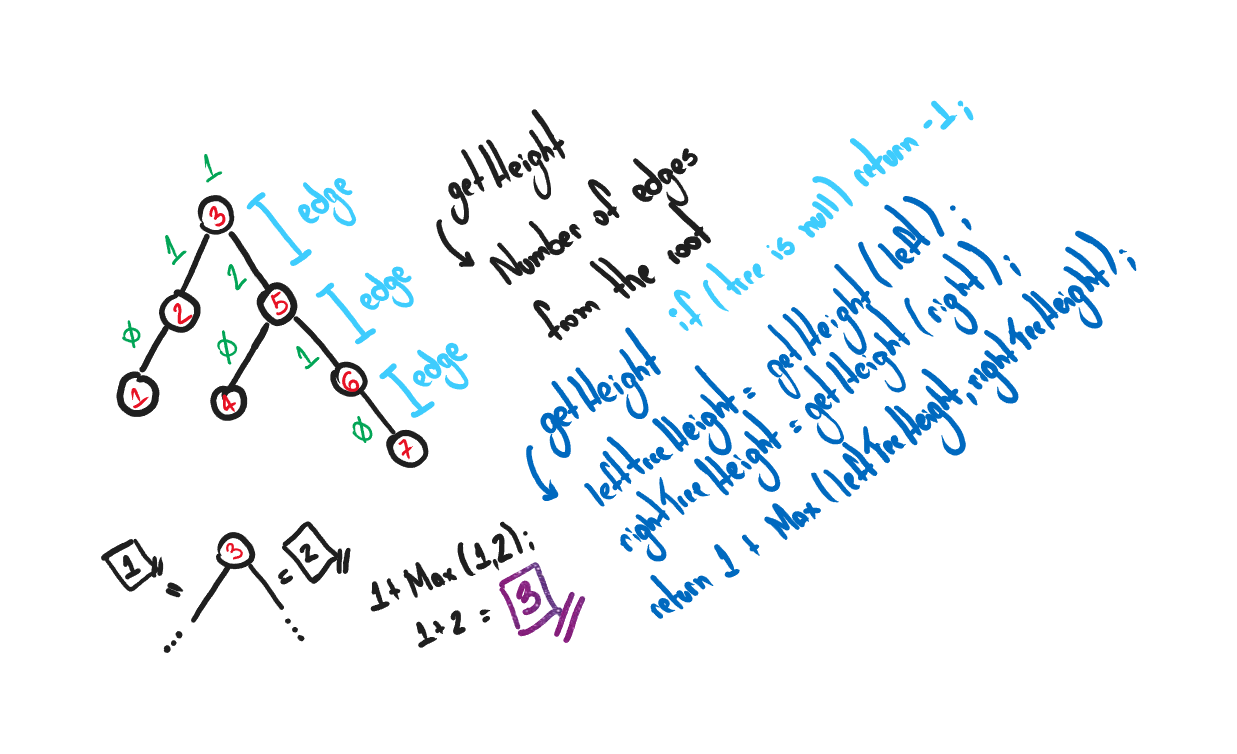 1
3
edge
1
2
2
5
edge
ϕ
ϕ
1
1
4
6
edge
ϕ
7
getHeight
Number of edges
from the root
if (tree is null) return -1;
getHeight
leftTreeHeight = getHeight (left);
rightTreeHeight = getHeight (right);
return 1 + Max (leftTreeHeight, rightTreeHeight);
1 =
3
= 2
1 + Max (1,2);
1 + 2 = 3